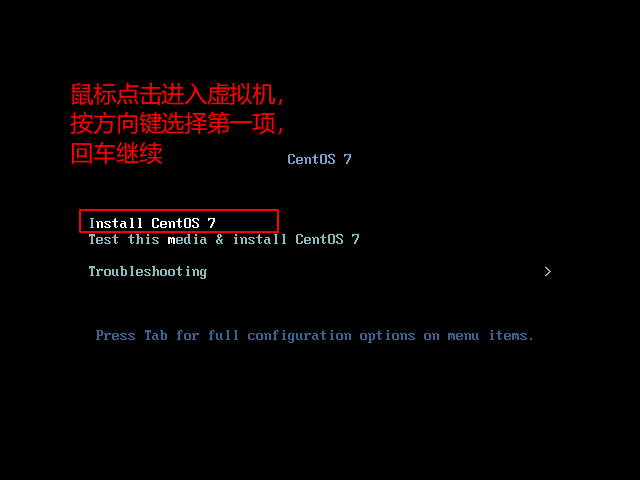 鼠标点击进入虚拟机，
按方向键选择第一项，
回车继续
CentOS 7
Install CentOS 7
Test this media & install CentOS 7
Troubleshooting >
Press Tab for full configuration options on menu items.